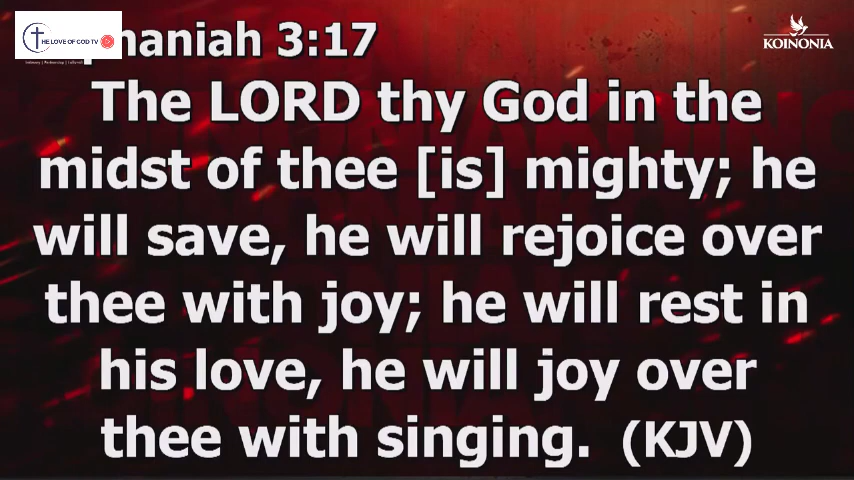 THE LOVE OF GOD TV
phaniah 3:17
KOINONIA
The LORD thy God in the
midst of thee [is] mighty; he
will save, he will rejoice over
thee with joy; he will rest in
his love, he will joy over
thee with singing. (KJV)